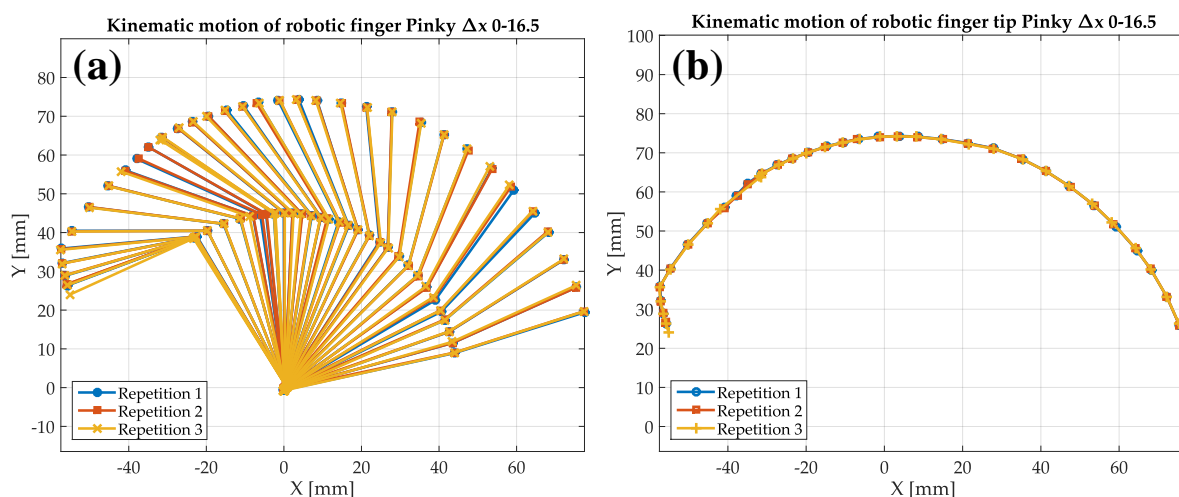 Kinematic motion of robotic finger Pinky Δx 0-16.5
(a)
80
70
60
50
40
30
20
10
0
-10
Y [mm]
Repetition 1
Repetition 2
Repetition 3
-40 -20 0 20 40 60
X [mm]
Kinematic motion of robotic finger tip Pinky Δx 0-16.5
(b)
100
90
80
70
60
50
40
30
20
10
0
Y [mm]
Repetition 1
Repetition 2
Repetition 3
-40 -20 0 20 40 60
X [mm]